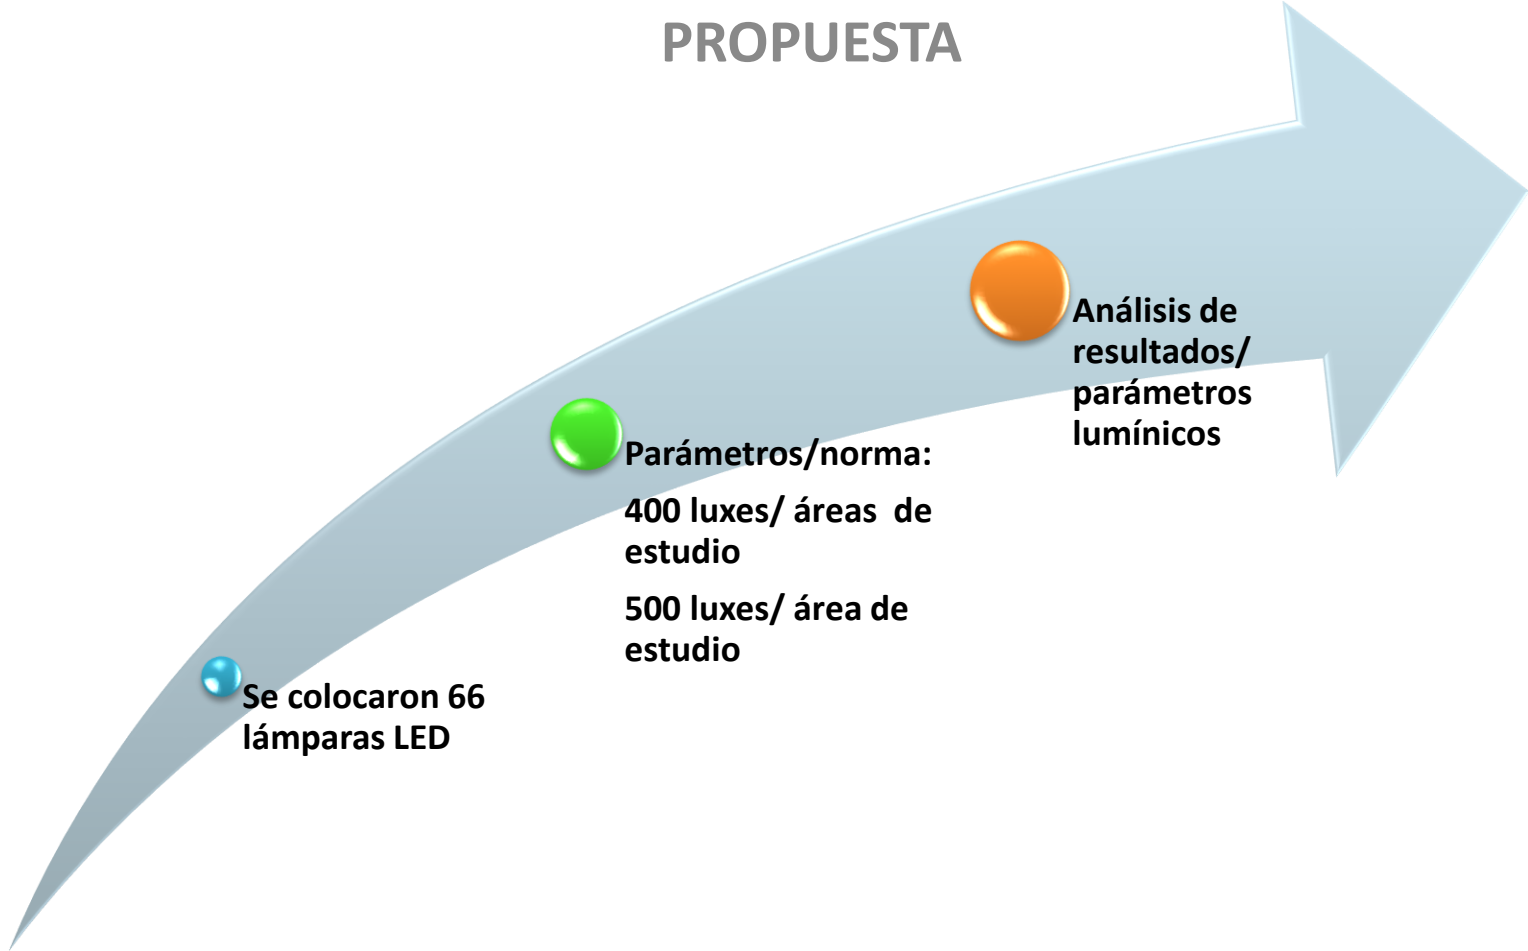 PROPUESTA
Se colocaron 66
lámparas LED
Parámetros/norma:
400 luxes/ áreas  de
estudio
500 luxes/ área de
estudio
Análisis de
resultados/
parámetros
lumínicos